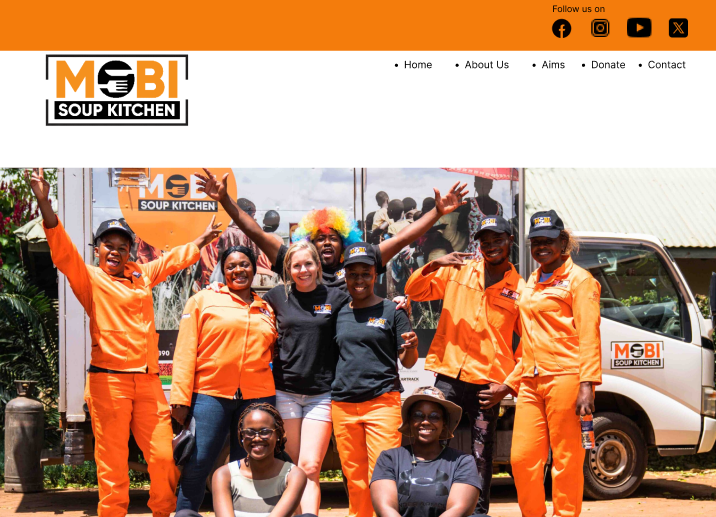 Follow us on
MOBI
SOUP KITCHEN
• Home • About Us • Aims • Donate • Contact
MOBI
SOUP KITCHEN
MOBI
SOUP KITCHEN